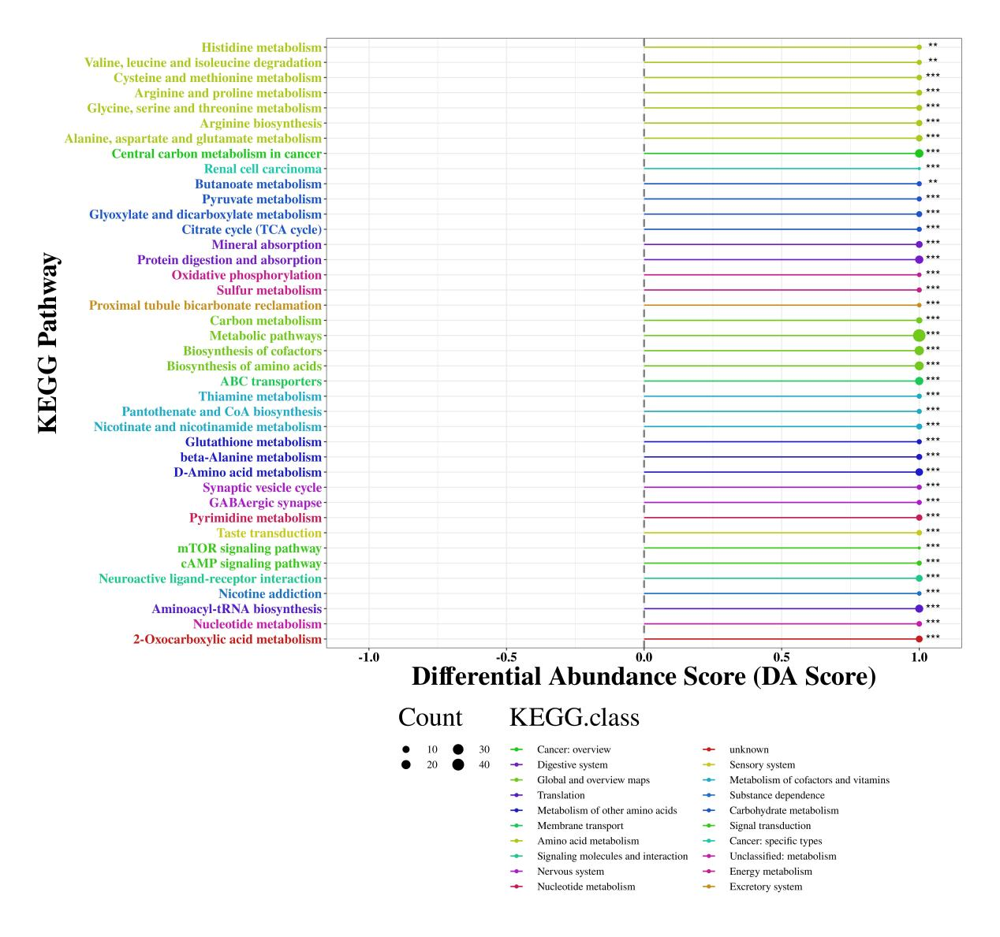 Histidine metabolism **
Valine, leucine and isoleucine degradation **
Cysteine and methionine metabolism ***
Arginine and proline metabolism ***
Glycine, serine and threonine metabolism ***
Arginine biosynthesis ***
Alanine, aspartate and glutamate metabolism ***
Central carbon metabolism in cancer ***
Renal cell carcinoma ***
Butanoate metabolism **
Pyruvate metabolism ***
Glyoxylate and dicarboxylate metabolism ***
Citrate cycle (TCA cycle) ***
Mineral absorption ***
Protein digestion and absorption ***
Oxidative phosphorylation ***
Sulfur metabolism ***
Proximal tubule bicarbonate reclamation ***
Carbon metabolism ***
Metabolic pathways ***
Biosynthesis of cofactors ***
Biosynthesis of amino acids ***
ABC transporters ***
Thiamine metabolism ***
Pantothenate and CoA biosynthesis ***
Nicotinate and nicotinamide metabolism ***
Glutathione metabolism ***
beta-Alanine metabolism ***
D-Amino acid metabolism ***
Synaptic vesicle cycle ***
GABAergic synapse ***
Pyrimidine metabolism ***
Taste transduction ***
mTOR signaling pathway ***
cAMP signaling pathway ***
Neuroactive ligand-receptor interaction ***
Nicotine addiction ***
Aminoacyl-tRNA biosynthesis ***
Nucleotide metabolism ***
2-Oxocarboxylic acid metabolism ***
KEGG Pathway
-1.0 -0.5 0.0 0.5 1.0
Differential Abundance Score (DA Score)
Count
10 30
20 40
KEGG.class
Cancer: overview
Digestive system
Global and overview maps
Translation
Metabolism of other amino acids
Membrane transport
Amino acid metabolism
Signaling molecules and interaction
Nervous system
Nucleotide metabolism
unknown
Sensory system
Metabolism of cofactors and vitamins
Substance dependence
Carbohydrate metabolism
Signal transduction
Cancer: specific types
Unclassified: metabolism
Energy metabolism
Excretory system